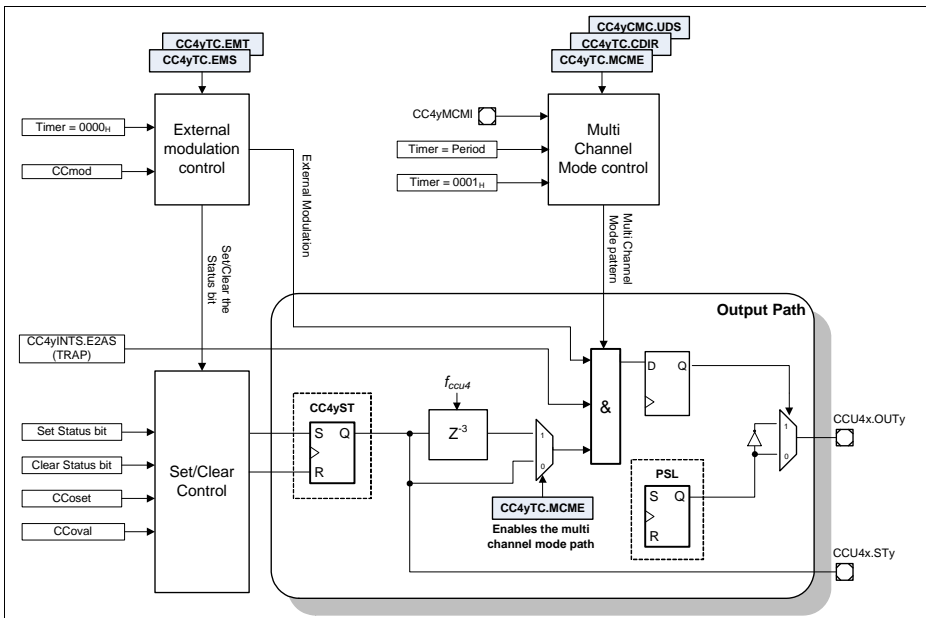 CC4yTC.EMT
CC4yTC.EMS
CC4yCMC.UDS
CC4yTC.CDIR
CC4yTC.MCME
Timer = 0000H
CCmod
External
modulation
control
CC4yMCMI
Timer = Period
Timer = 0001H
Multi
Channel
Mode control
External Modulation
Set/Clear the
Status bit
Multi Channel
Mode pattern
Output Path
CC4yINTS.E2AS
(TRAP)
Set Status bit
Clear Status bit
CCoset
CCoval
Set/Clear
Control
CC4yST
S Q
R
fccu4
Z-3
1
0
CC4yTC.MCME
Enables the multi
channel mode path
&
D Q
PSL
S Q
R
1
0
CCU4x.OUTy
CCU4x.STy